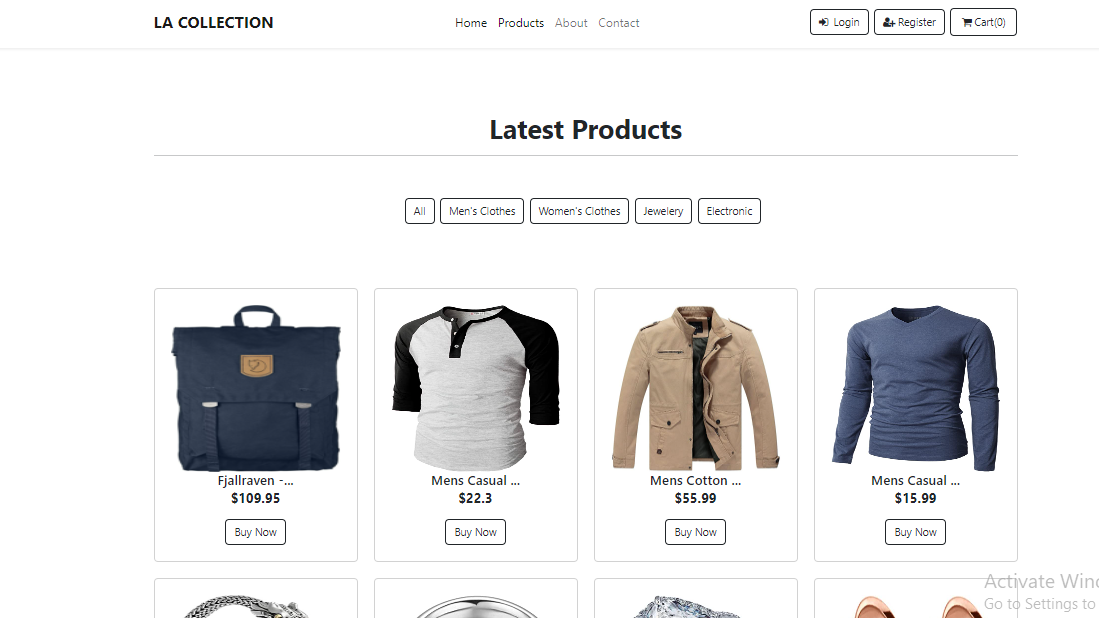 LA COLLECTION
Home Products About Contact
Login Register Cart(0)
Latest Products
All Men's Clothes Women's Clothes Jewelery Electronic
Fjallraven -... Mens Casual ... Mens Cotton ... Mens Casual ...
$109.95 $22.3 $55.99 $15.99
Buy Now Buy Now Buy Now Buy Now
Activate Wind
Go to Settings to